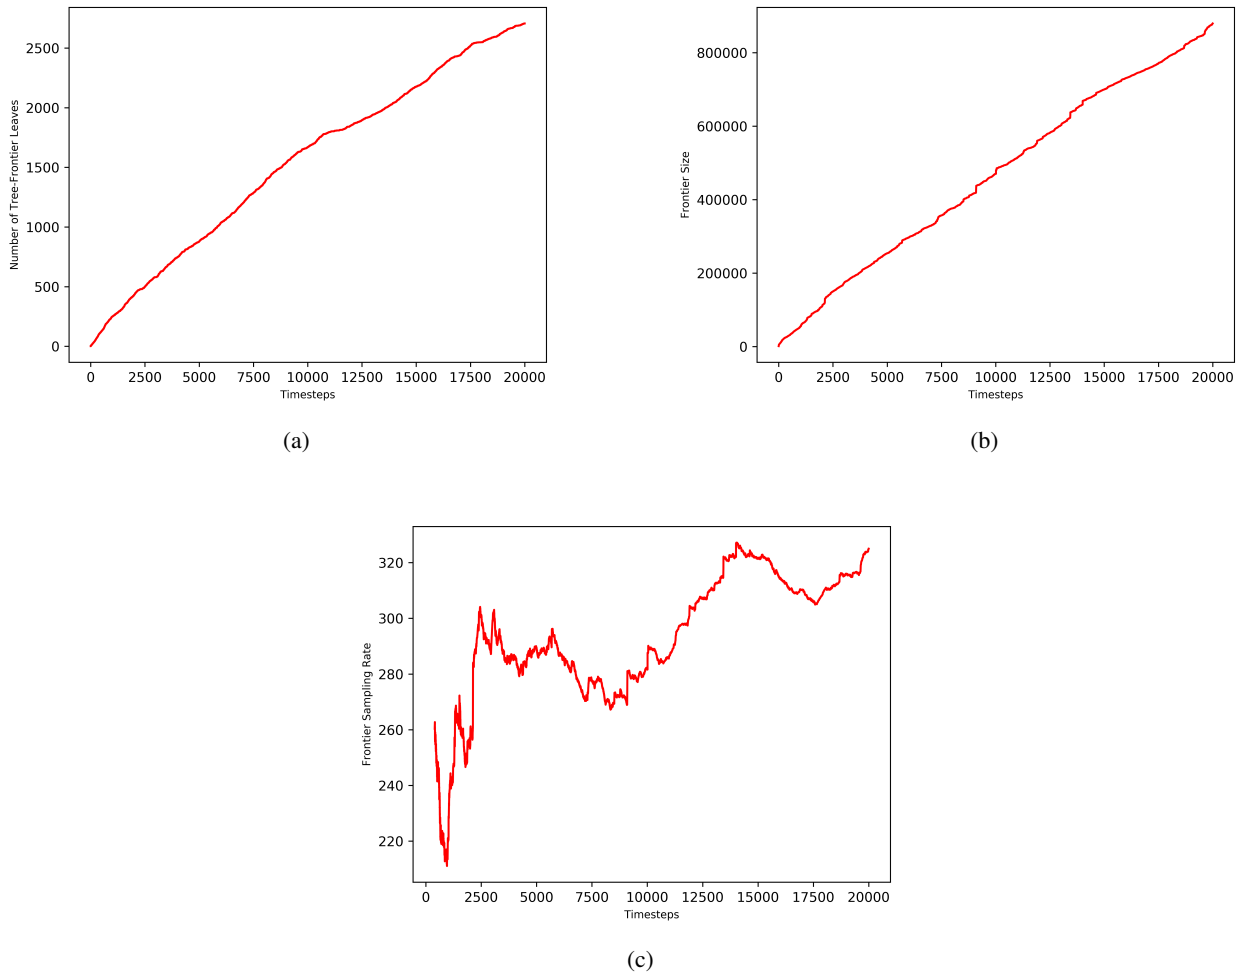 2500
2000
1500
1000
500
0
Number of Tree-Frontier Leaves
0 2500 5000 7500 10000 12500 15000 17500 20000
Timesteps
(a)
800000
600000
400000
200000
0
Frontier Size
0 2500 5000 7500 10000 12500 15000 17500 20000
Timesteps
(b)
320
300
280
260
240
220
Frontier Sampling Rate
0 2500 5000 7500 10000 12500 15000 17500 20000
Timesteps
(c)